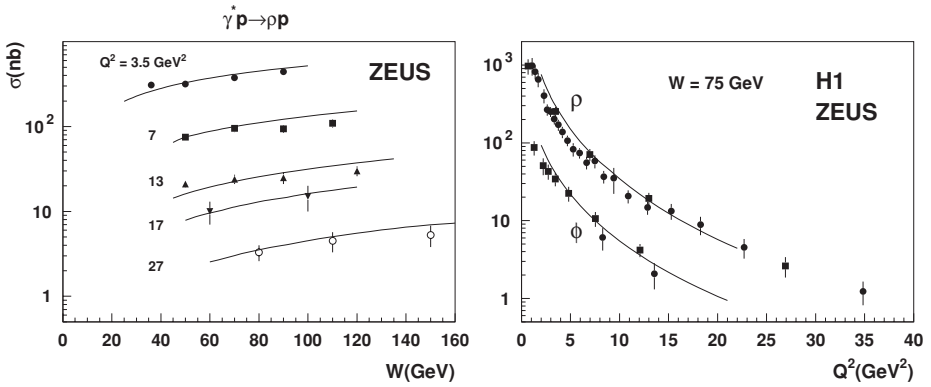 γ*p→ρp
σ(nb)
Q² = 3.5 GeV²
ZEUS
10²
7
13
10
17
27
1
0 20 40 60 80 100 120 140 160
W(GeV)
10³
W = 75 GeV
H1
ZEUS
ρ
10²
10
ϕ
1
0 5 10 15 20 25 30 35 40
Q²(GeV²)